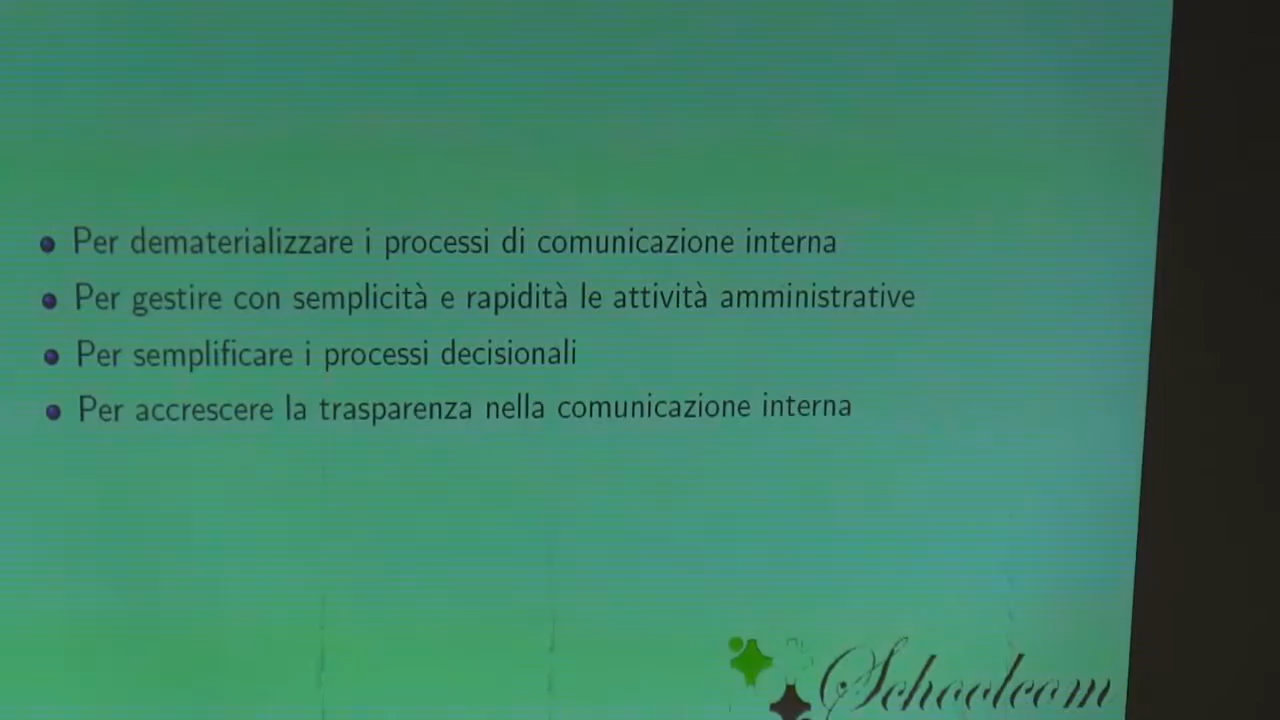 Per dematerializzare i processi di comunicazione interna
Per gestire con semplicità e rapidità le attività amministrative
Per semplificare i processi decisionali
Per accrescere la trasparenza nella comunicazione interna
Schoolcom